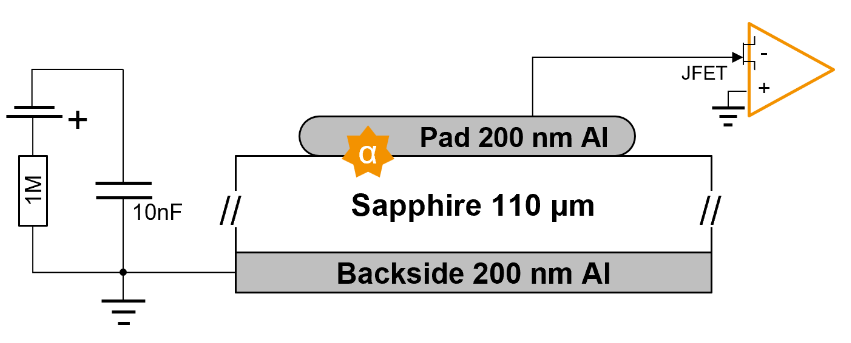 JFET
-
+
+
Pad 200 nm Al
α
1M
10nF
//
Sapphire 110 µm
//
Backside 200 nm Al